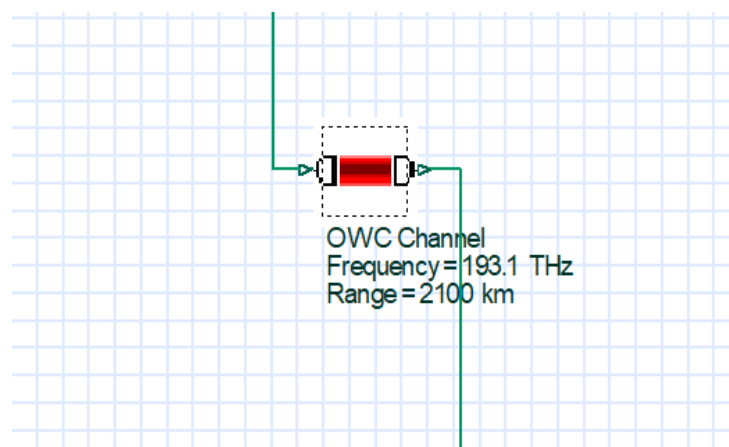 OWC Channel
Frequency = 193.1 THz
Range = 2100 km